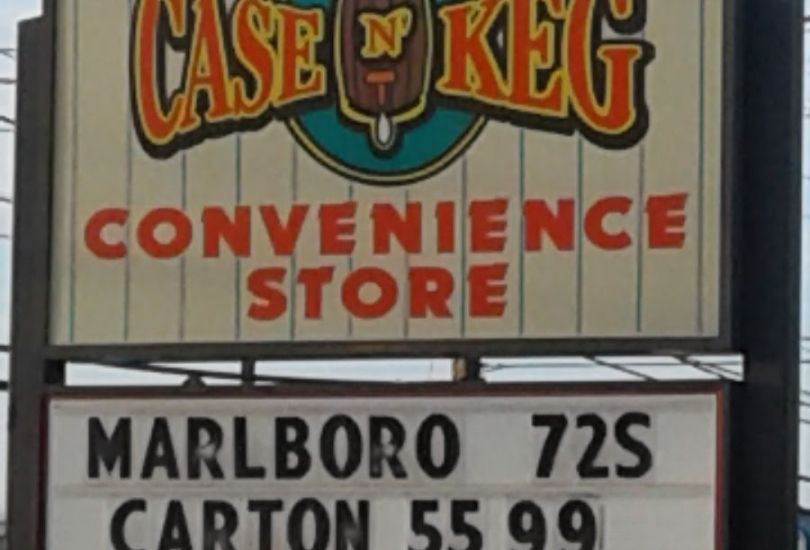 CASE N' KEG
CONVENIENCE
STORE
MARLBORO 72S
CARTON 55 99